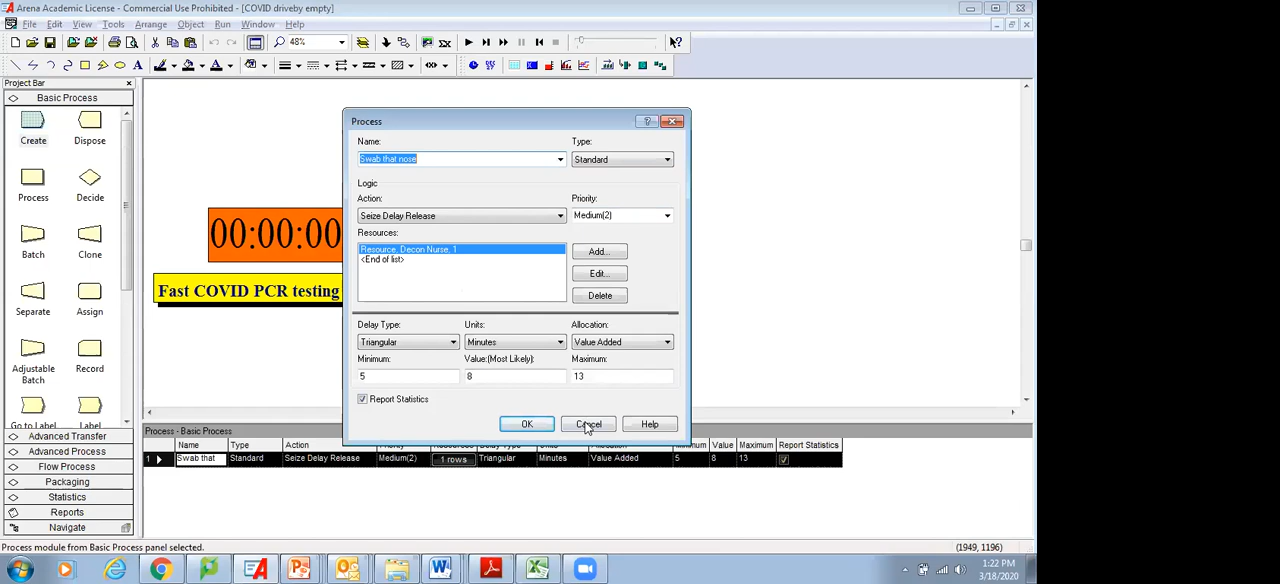 Arena Academic License - Commercial Use Prohibited - [COVID driveby empty]
File Edit View Tools Arrange Object Run Window Help
48%
Project Bar
Basic Process
Create Dispose
Process Decide
Batch Clone
Separate Assign
Adjustable Batch Record
Go to Label Label
Advanced Transfer
Advanced Process
Flow Process
Packaging
Statistics
Reports
Navigate
00:00:00
Fast COVID PCR testing
Process
Name: Type:
Swab that nose Standard
Logic
Action: Priority:
Seize Delay Release Medium(2)
Resources:
Resource, Decon Nurse, 1
<End of list>
Add...
Edit...
Delete
Delay Type: Units: Allocation:
Triangular Minutes Value Added
Minimum: Value:(Most Likely): Maximum:
5 8 13
Report Statistics
OK Cancel Help
Process - Basic Process
Name Type Action Priority Resources Delay Type Units Allocation Minimum Value Maximum Report Statistics
1 Swab that Standard Seize Delay Release Medium(2) 1 rows Triangular Minutes Value Added 5 8 13
Process module from Basic Process panel selected. (1949, 1196)
1:22 PM
3/18/2020